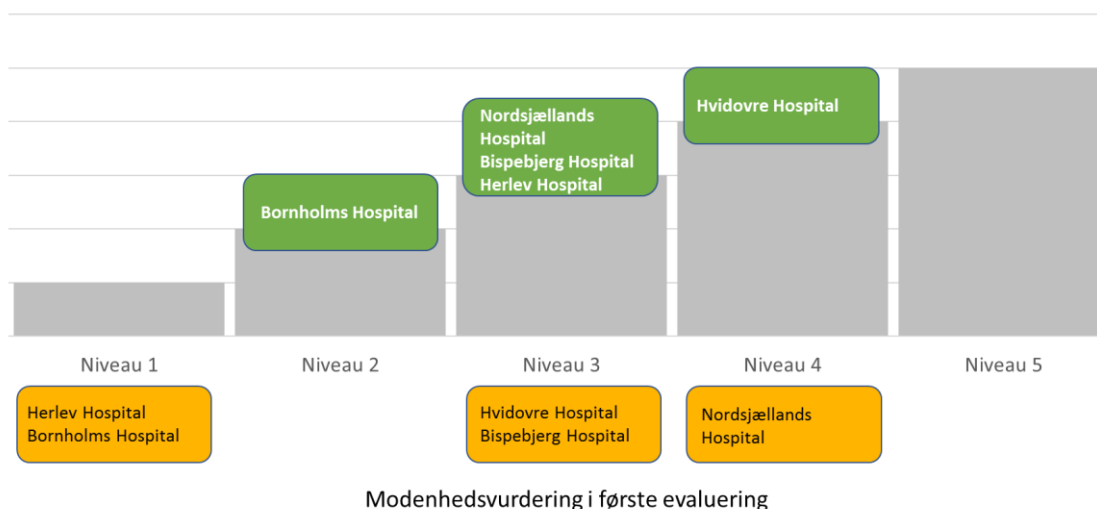 Hvidovre Hospital
Nordsjællands
Hospital
Bispebjerg Hospital
Herlev Hospital
Bornholms Hospital
Niveau 1
Niveau 2
Niveau 3
Niveau 4
Niveau 5
Herlev Hospital
Bornholms Hospital
Hvidovre Hospital
Bispebjerg Hospital
Nordsjællands
Hospital
Modenhedsvurdering i første evaluering